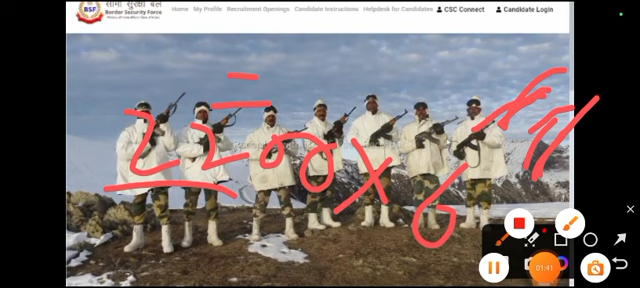 सीमा सुरक्षा बल
Border Security Force
BSF
Home My Profile Recruitment Openings Candidate Instructions Helpdesk for Candidates CSC Connect Candidate Login
2200x6
01:41